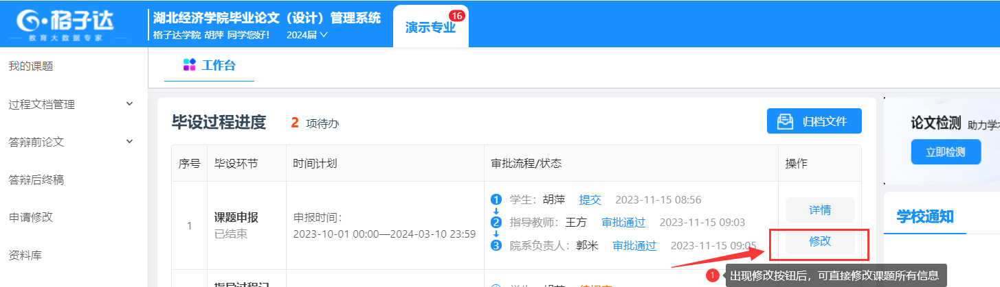 格子达
教育大数据专家
湖北经济学院毕业论文（设计）管理系统
格子达学院 胡萍 同学您好！ 2024届
演示专业
16
我的课题
过程文档管理
答辩前论文
答辩后终稿
申请修改
资料库
工作台
毕设过程进度 2 项待办
归档文件
序号 毕设环节 时间计划 审批流程/状态 操作
1
课题申报
已结束
申报时间：
2023-10-01 00:00—2024-03-10 23:59
1 学生： 胡萍 提交 2023-11-15 08:56
2 指导教师： 王方 审批通过 2023-11-15 09:03
3 院系负责人： 郭米 审批通过 2023-11-15 09:05
详情
修改
1 出现修改按钮后，可直接修改课题所有信息
论文检测 助力学
立即检测
学校通知